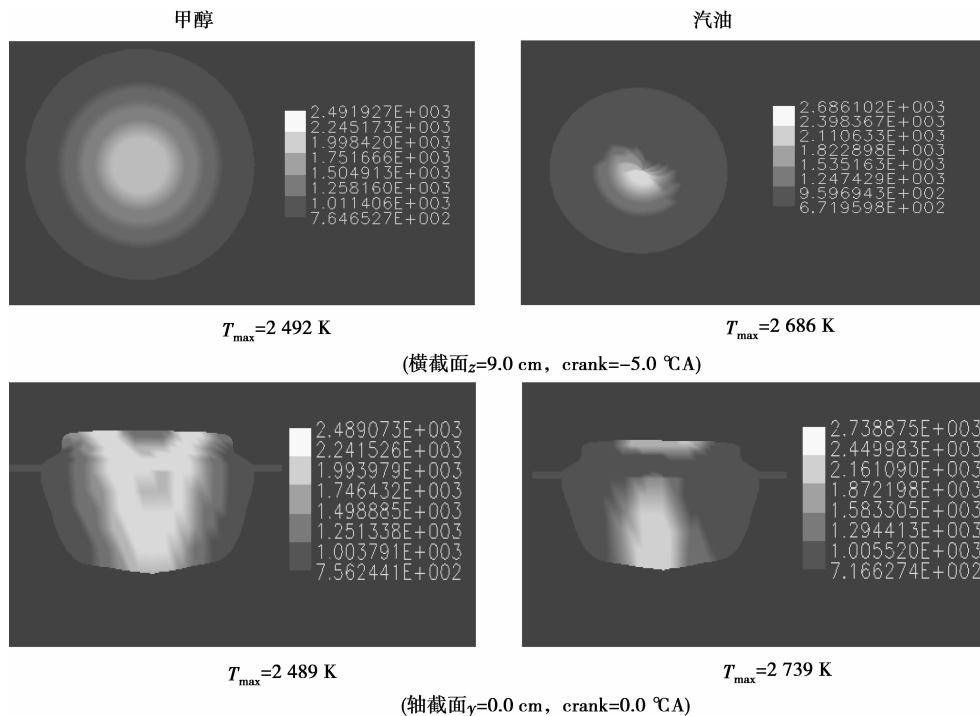 甲醇
汽油
2.491927E+003
2.245173E+003
1.998420E+003
1.751666E+003
1.504913E+003
1.258160E+003
1.011406E+003
7.646527E+002
2.686102E+003
2.398367E+003
2.110633E+003
1.822898E+003
1.535163E+003
1.247429E+003
9.596943E+002
6.719598E+002
Tmax=2 492 K
Tmax=2 686 K
(横截面z=9.0 cm，crank=-5.0 ℃A)
2.489073E+003
2.241526E+003
1.993979E+003
1.746432E+003
1.498885E+003
1.251338E+003
1.003791E+003
7.562441E+002
2.738875E+003
2.449983E+003
2.161090E+003
1.872198E+003
1.583305E+003
1.294413E+003
1.005520E+003
7.166274E+002
Tmax=2 489 K
Tmax=2 739 K
(轴截面γ=0.0 cm，crank=0.0 ℃A)